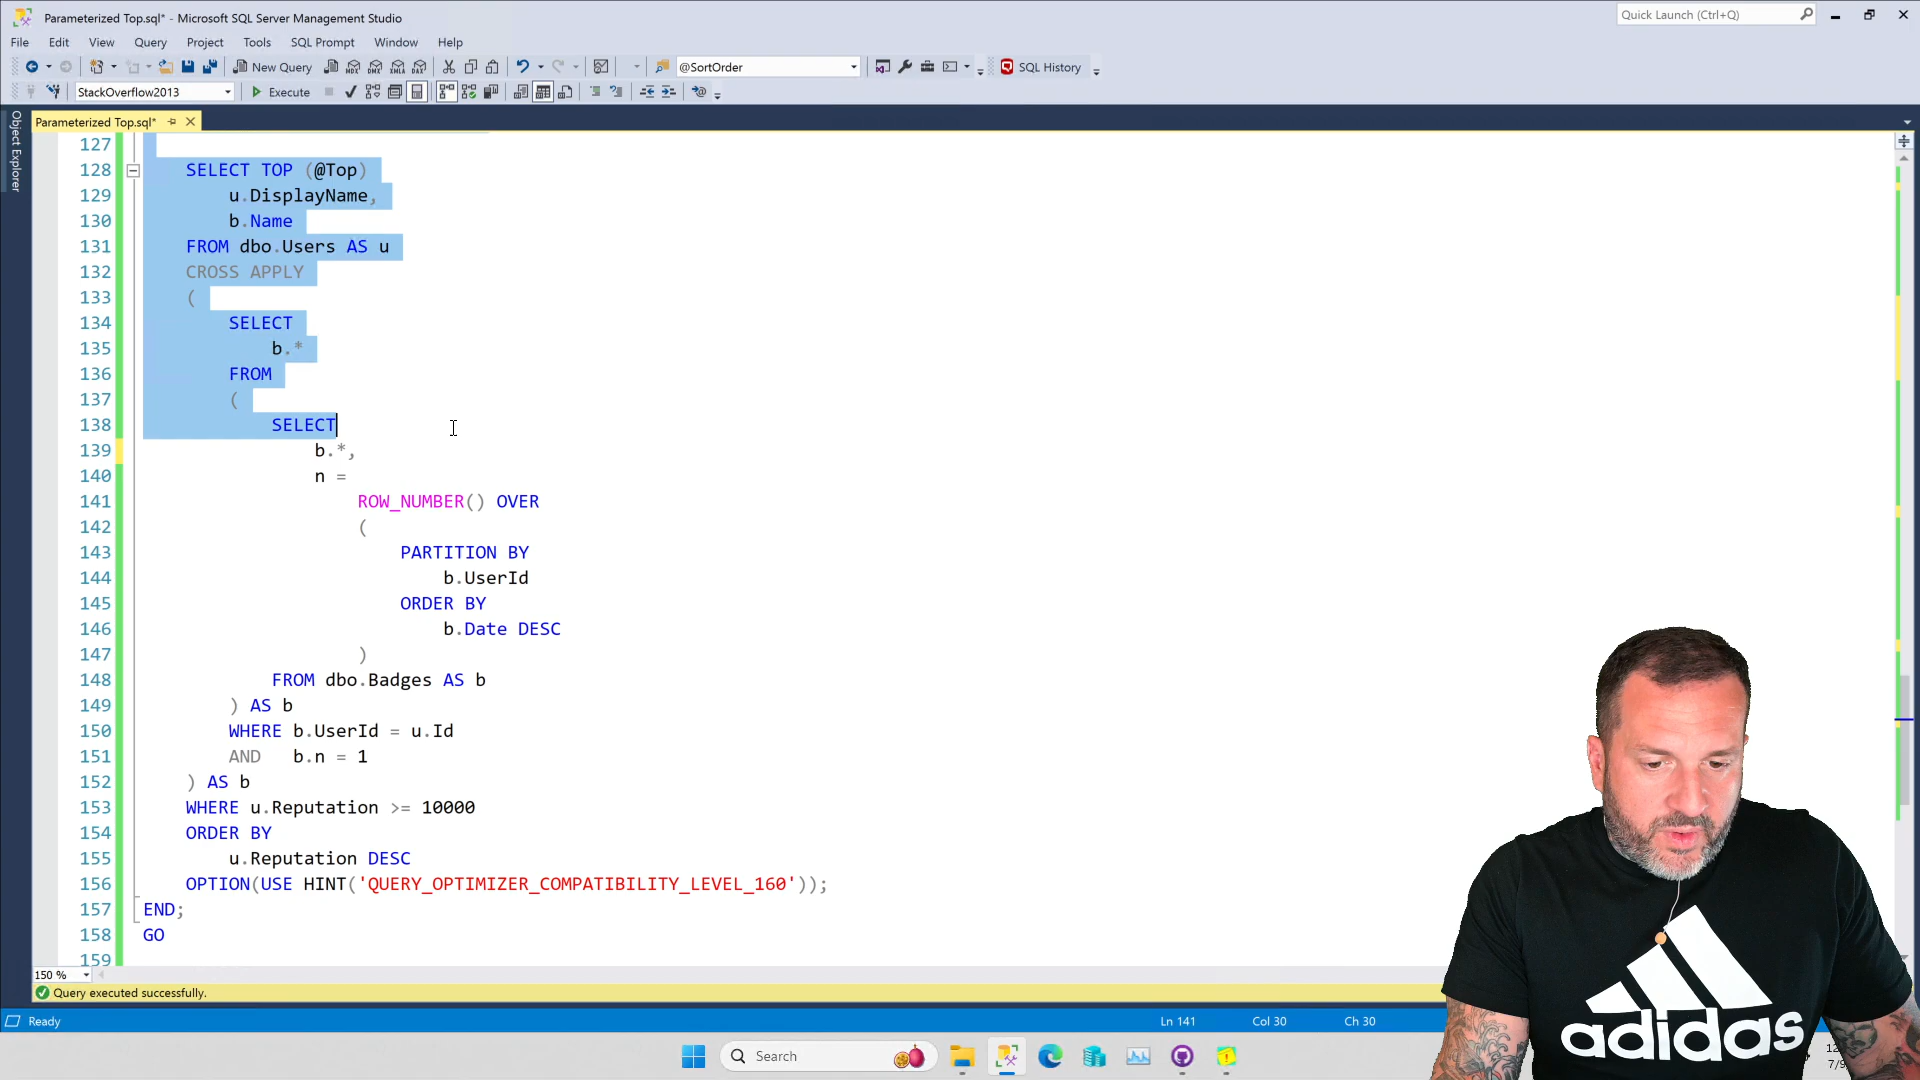 Parameterized Top.sql* - Microsoft SQL Server Management Studio
Quick Launch (Ctrl+Q)
File Edit View Query Project Tools SQL Prompt Window Help
New Query
@SortOrder
SQL History
StackOverflow2013
Execute
Object Explorer
Parameterized Top.sql*
127
128 SELECT TOP (@Top)
129 u.DisplayName,
130 b.Name
131 FROM dbo.Users AS u
132 CROSS APPLY
133 (
134 SELECT
135 b.*
136 FROM
137 (
138 SELECT
139 b.*,
140 n =
141 ROW_NUMBER() OVER
142 (
143 PARTITION BY
144 b.UserId
145 ORDER BY
146 b.Date DESC
147 )
148 FROM dbo.Badges AS b
149 ) AS b
150 WHERE b.UserId = u.Id
151 AND b.n = 1
152 ) AS b
153 WHERE u.Reputation >= 10000
154 ORDER BY
155 u.Reputation DESC
156 OPTION(USE HINT('QUERY_OPTIMIZER_COMPATIBILITY_LEVEL_160'));
157 END;
158 GO
159
150 %
Query executed successfully.
Ready
Ln 141 Col 30 Ch 30
Search
adidas